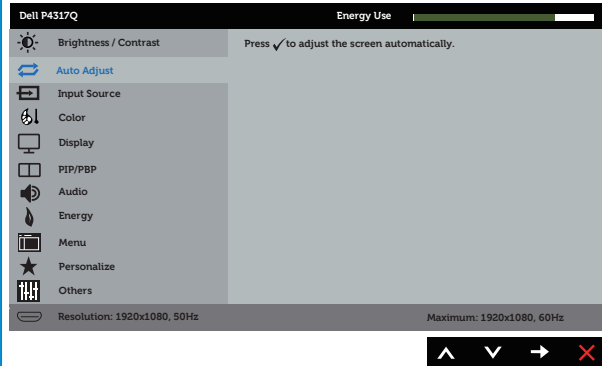 Dell P4317Q Energy Use
Brightness / Contrast
Press ✓ to adjust the screen automatically.
Auto Adjust
Input Source
Color
Display
PIP/PBP
Audio
Energy
Menu
Personalize
Others
Resolution: 1920x1080, 50Hz Maximum: 1920x1080, 60Hz